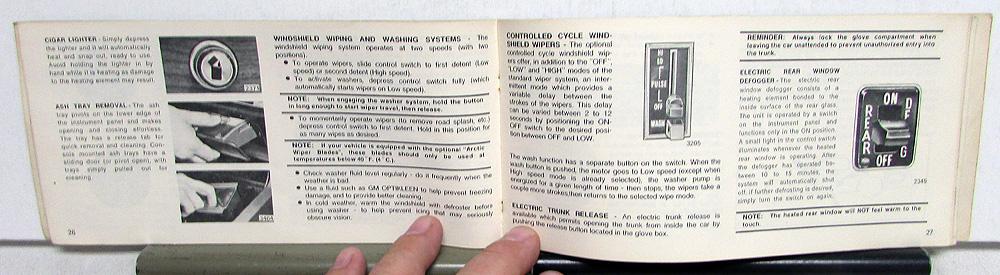 CIGAR LIGHTER - Simply depress
the lighter and it will automatically
heat and snap out, ready to use.
Avoid holding the lighter in by
hand while it is heating as damage
to the heating element may result.
ASH TRAY REMOVAL - The ash
tray pivots on the lower edge of
the instrument panel and makes
opening and closing effortless.
The tray has a release tab for
quick removal and cleaning. Con-
sole mounted ash trays have a
sliding door (or pivot open), with
trays simply pulled out for
cleaning.
26
WINDSHIELD WIPING AND WASHING SYSTEMS - The
windshield wiping system operates at two speeds (with two
positions).
● To operate wipers, slide control switch to first detent (Low
speed) or second detent (High speed).
● To activate washers, depress control switch fully (which
automatically starts wipers on Low speed).
NOTE: When engaging the washer system, hold the button
in long enough to start wiper travel, then release.
● To momentarily operate wipers (to remove road splash, etc.)
depress control switch to first detent. Hold in this position for
as many wipes as desired.
NOTE: If your vehicle is equipped with the optional "Arctic
Wiper Blades", these blades should only be used at
temperatures below 40°F. (4°C.).
● Check washer fluid level regularly - do it frequently when the
weather is bad.
● Use a fluid such as GM OPTIKLEEN to help prevent freezing
damage, and to provide better cleaning.
● In cold weather, warm the windshield with defroster before
using washer - to help prevent icing that may seriously
obscure vision.
CONTROLLED CYCLE WIND-
SHIELD WIPERS - The optional
controlled cycle windshield wip-
ers offer, in addition to the "OFF",
"LOW" and "HIGH" modes of the
standard wiper system, an inter-
mittent mode which provides a
variable delay between the
strokes of the wipers. This delay
can be varied between 2 to 12
seconds by positioning the ON-
OFF switch to the desired posi-
tion between OFF and LOW.
HI
LO
PULSE
OFF
WASH
3205
The wash function has a separate button on the switch. When the
wash button is pushed, the motor goes to Low speed (except when
High speed mode is already selected), the washer pump is
energized for a given length of time - then stops, the wipers take a
couple more strokes, then returns to the selected wipe mode.
ELECTRIC TRUNK RELEASE - An electric trunk release is
available which permits opening the trunk from inside the car by
pushing the release button located in the glove box.
REMINDER: Always lock the glove compartment when
leaving the car unattended to prevent unauthorized entry into
the trunk.
ELECTRIC REAR WINDOW
DEFOGGER - The electric rear
window defogger consists of a
heating element bonded to the
inside surface of the rear glass.
The unit is operated by a switch
on the instrument panel and
functions only in the ON position.
A small light in the control switch
illuminates whenever the heated
rear window is operating. After
the defogger has operated be-
tween 10 to 15 minutes, the
system will automatically shut
off. If further defrosting is desired,
simply turn the switch on again.
ON
REAR
DE
F
G
OFF
2345
NOTE: The heated rear window will NOT feel warm to the
touch.
27